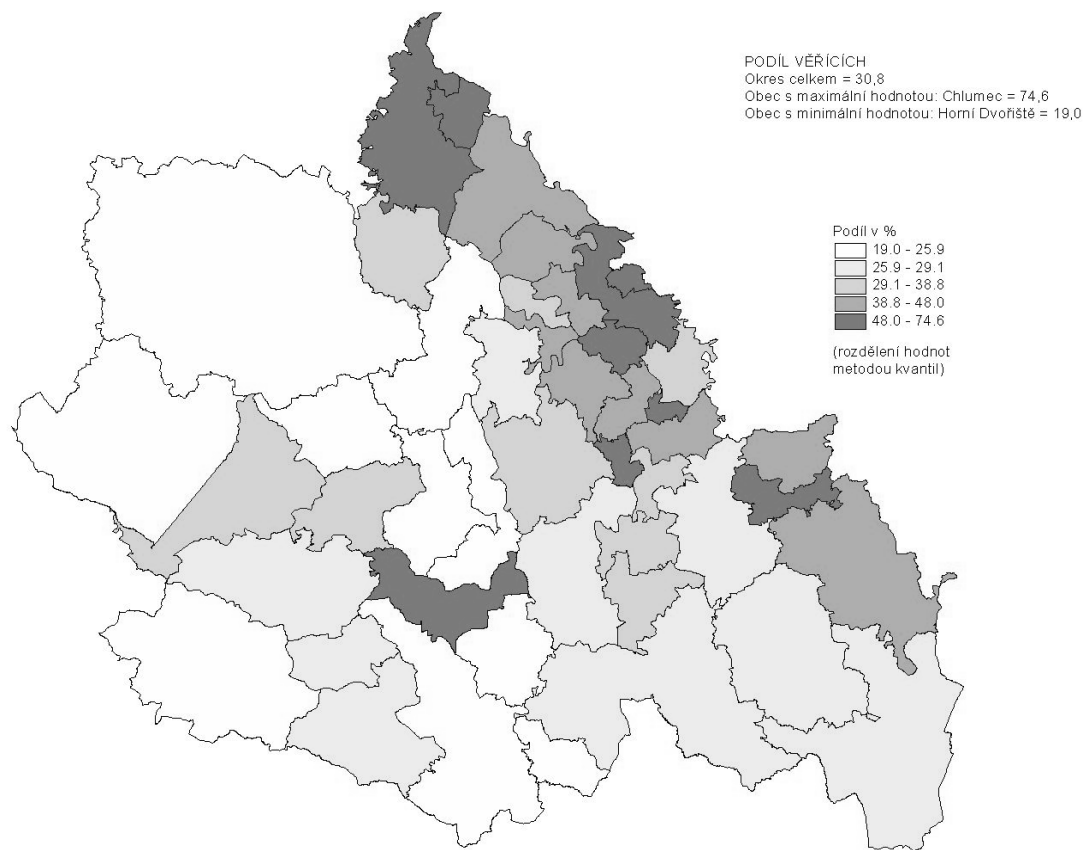 PODÍL VĚŘÍCÍCH
Okres celkem = 30,8
Obec s maximální hodnotou: Chlumec = 74,6
Obec s minimální hodnotou: Horní Dvořiště = 19,0
Podíl v %
19.0 - 25.9
25.9 - 29.1
29.1 - 38.8
38.8 - 48.0
48.0 - 74.6
(rozdělení hodnot
metodou kvantil)